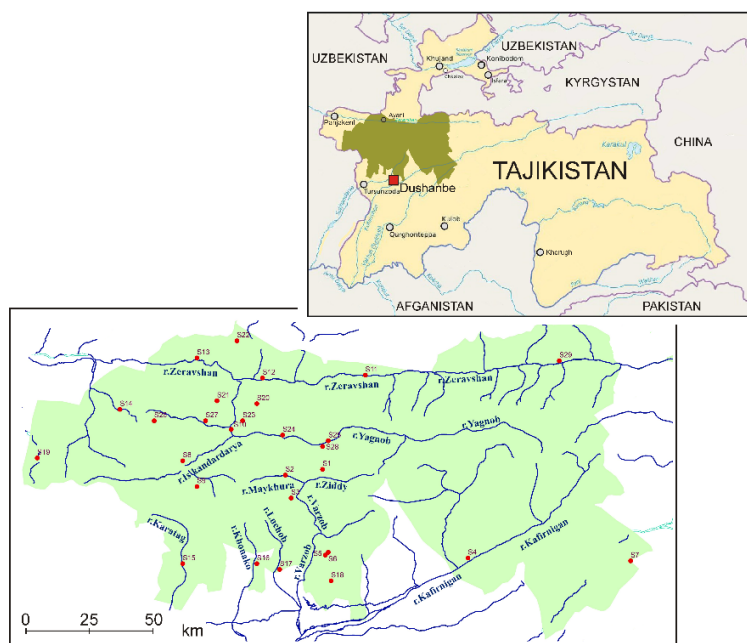 UZBEKISTAN
UZBEKISTAN
Khujand
Konibodom
Isfara
KYRGYSTAN
Panjakent
Ayani
CHINA
Karakul
TAJIKISTAN
Dushanbe
Tursunzoda
Kulob
Qurghonteppa
Khorugh
AFGANISTAN
PAKISTAN
S22
S13
S12
S11
S29
r.Zeravshan
r.Zeravshan
r.Zeravshan
S21
S20
S14
S27
S23
S10
S24
r.Yagnob
r.Yagnob
S28
S19
S8
r.Iskandardarya
S1
S2
r.Ziddy
r.Maykhura
S9
S3
r.Varzob
r.Karatag
r.Khonako
r.Luchob
r.Varzob
S15
S16
S17
S5
S6
S18
S4
r.Kafirnigan
S7
r.Kafirnigan
0 25 50
km